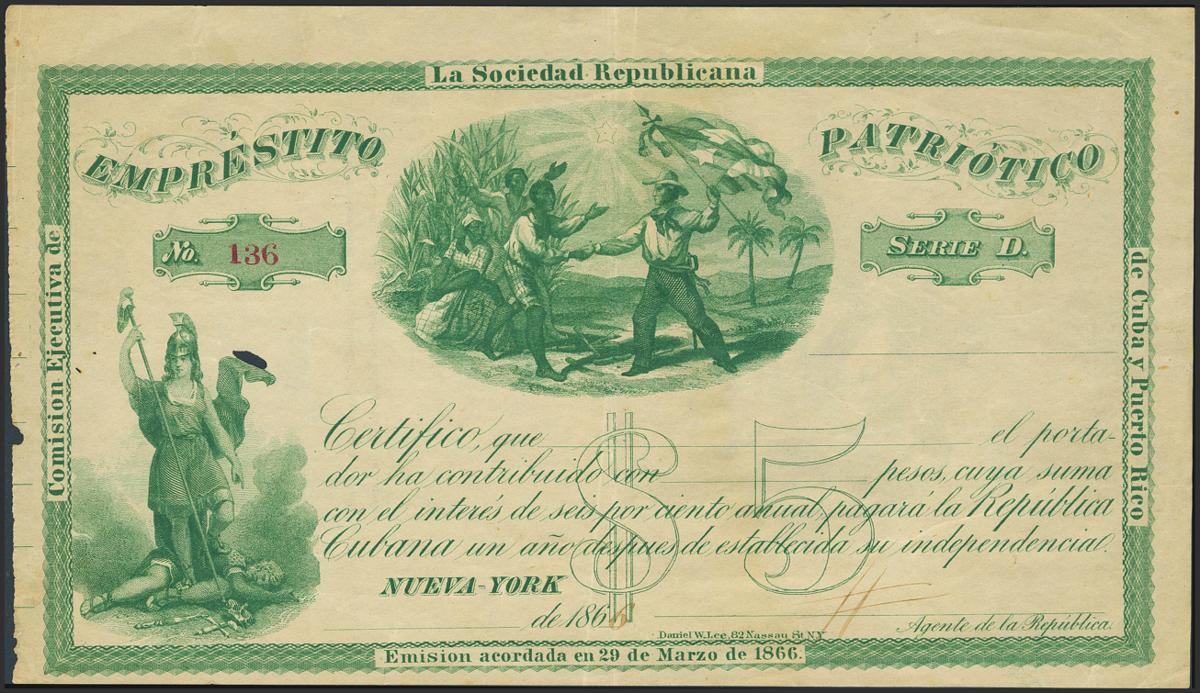 La Sociedad Republicana
EMPRÉSTITO
PATRIÓTICO
No. 136
SERIE D.
Comision Ejecutiva de
de Cuba y Puerto Rico
Certifico, que el porta-
dor ha contribuido con pesos, cuya suma
con el interes de seis por ciento anual, pagará la República
Cubana un año despues de establecida su independencia.
$5
NUEVA-YORK
de 1866
Agente de la República.
Daniel W. Lee, 82 Nassau St. N.Y.
Emision acordada en 29 de Marzo de 1866.